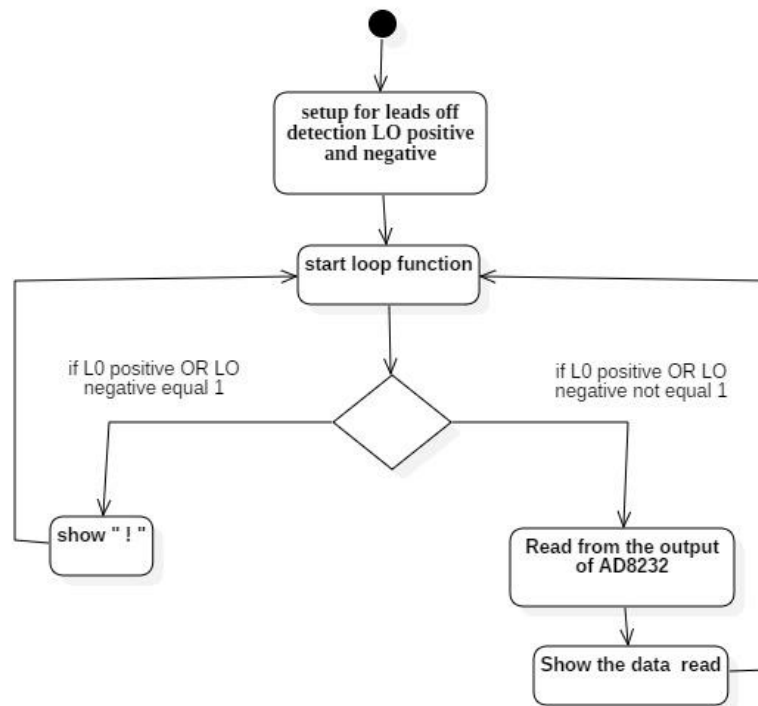 setup for leads off
detection LO positive
and negative
start loop function
if L0 positive OR LO
negative equal 1
if L0 positive OR LO
negative not equal 1
show " ! "
Read from the output
of AD8232
Show the data  read